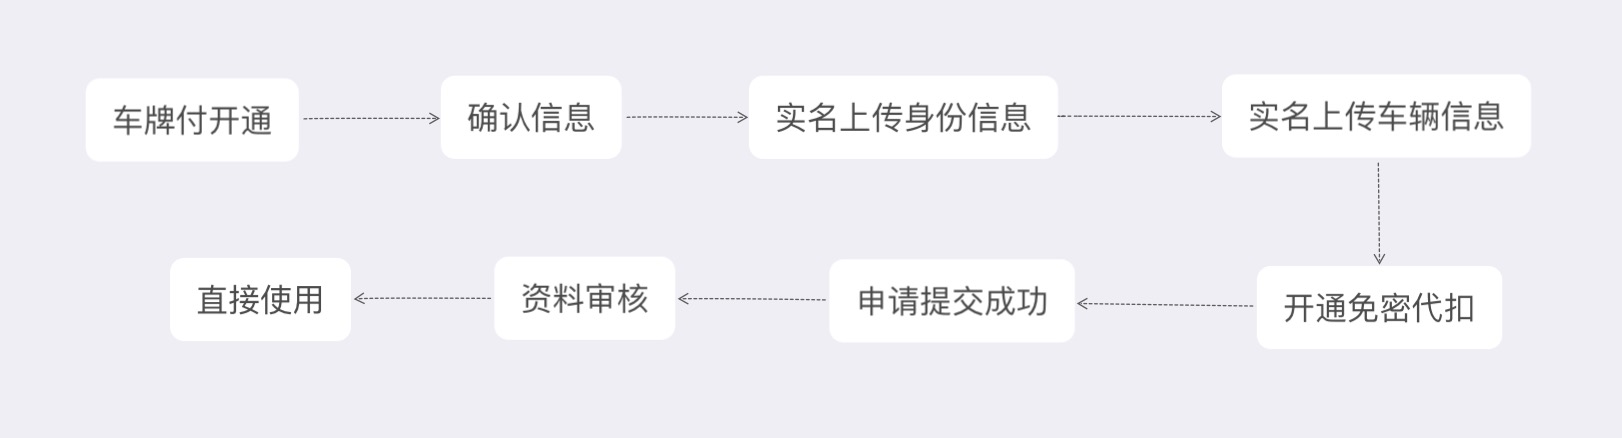 车牌付开通
确认信息
实名上传身份信息
实名上传车辆信息
开通免密代扣
申请提交成功
资料审核
直接使用